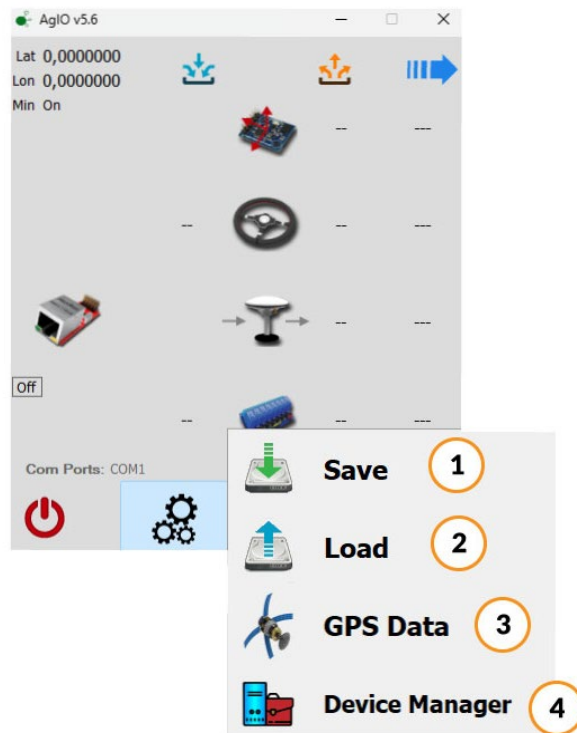 AgIO v5.6
Lat 0,0000000
Lon 0,0000000
Min On
-- ---
-- -- ---
-- ---
Off
-- -- ---
Com Ports: COM1
Save 1
Load 2
GPS Data 3
Device Manager 4